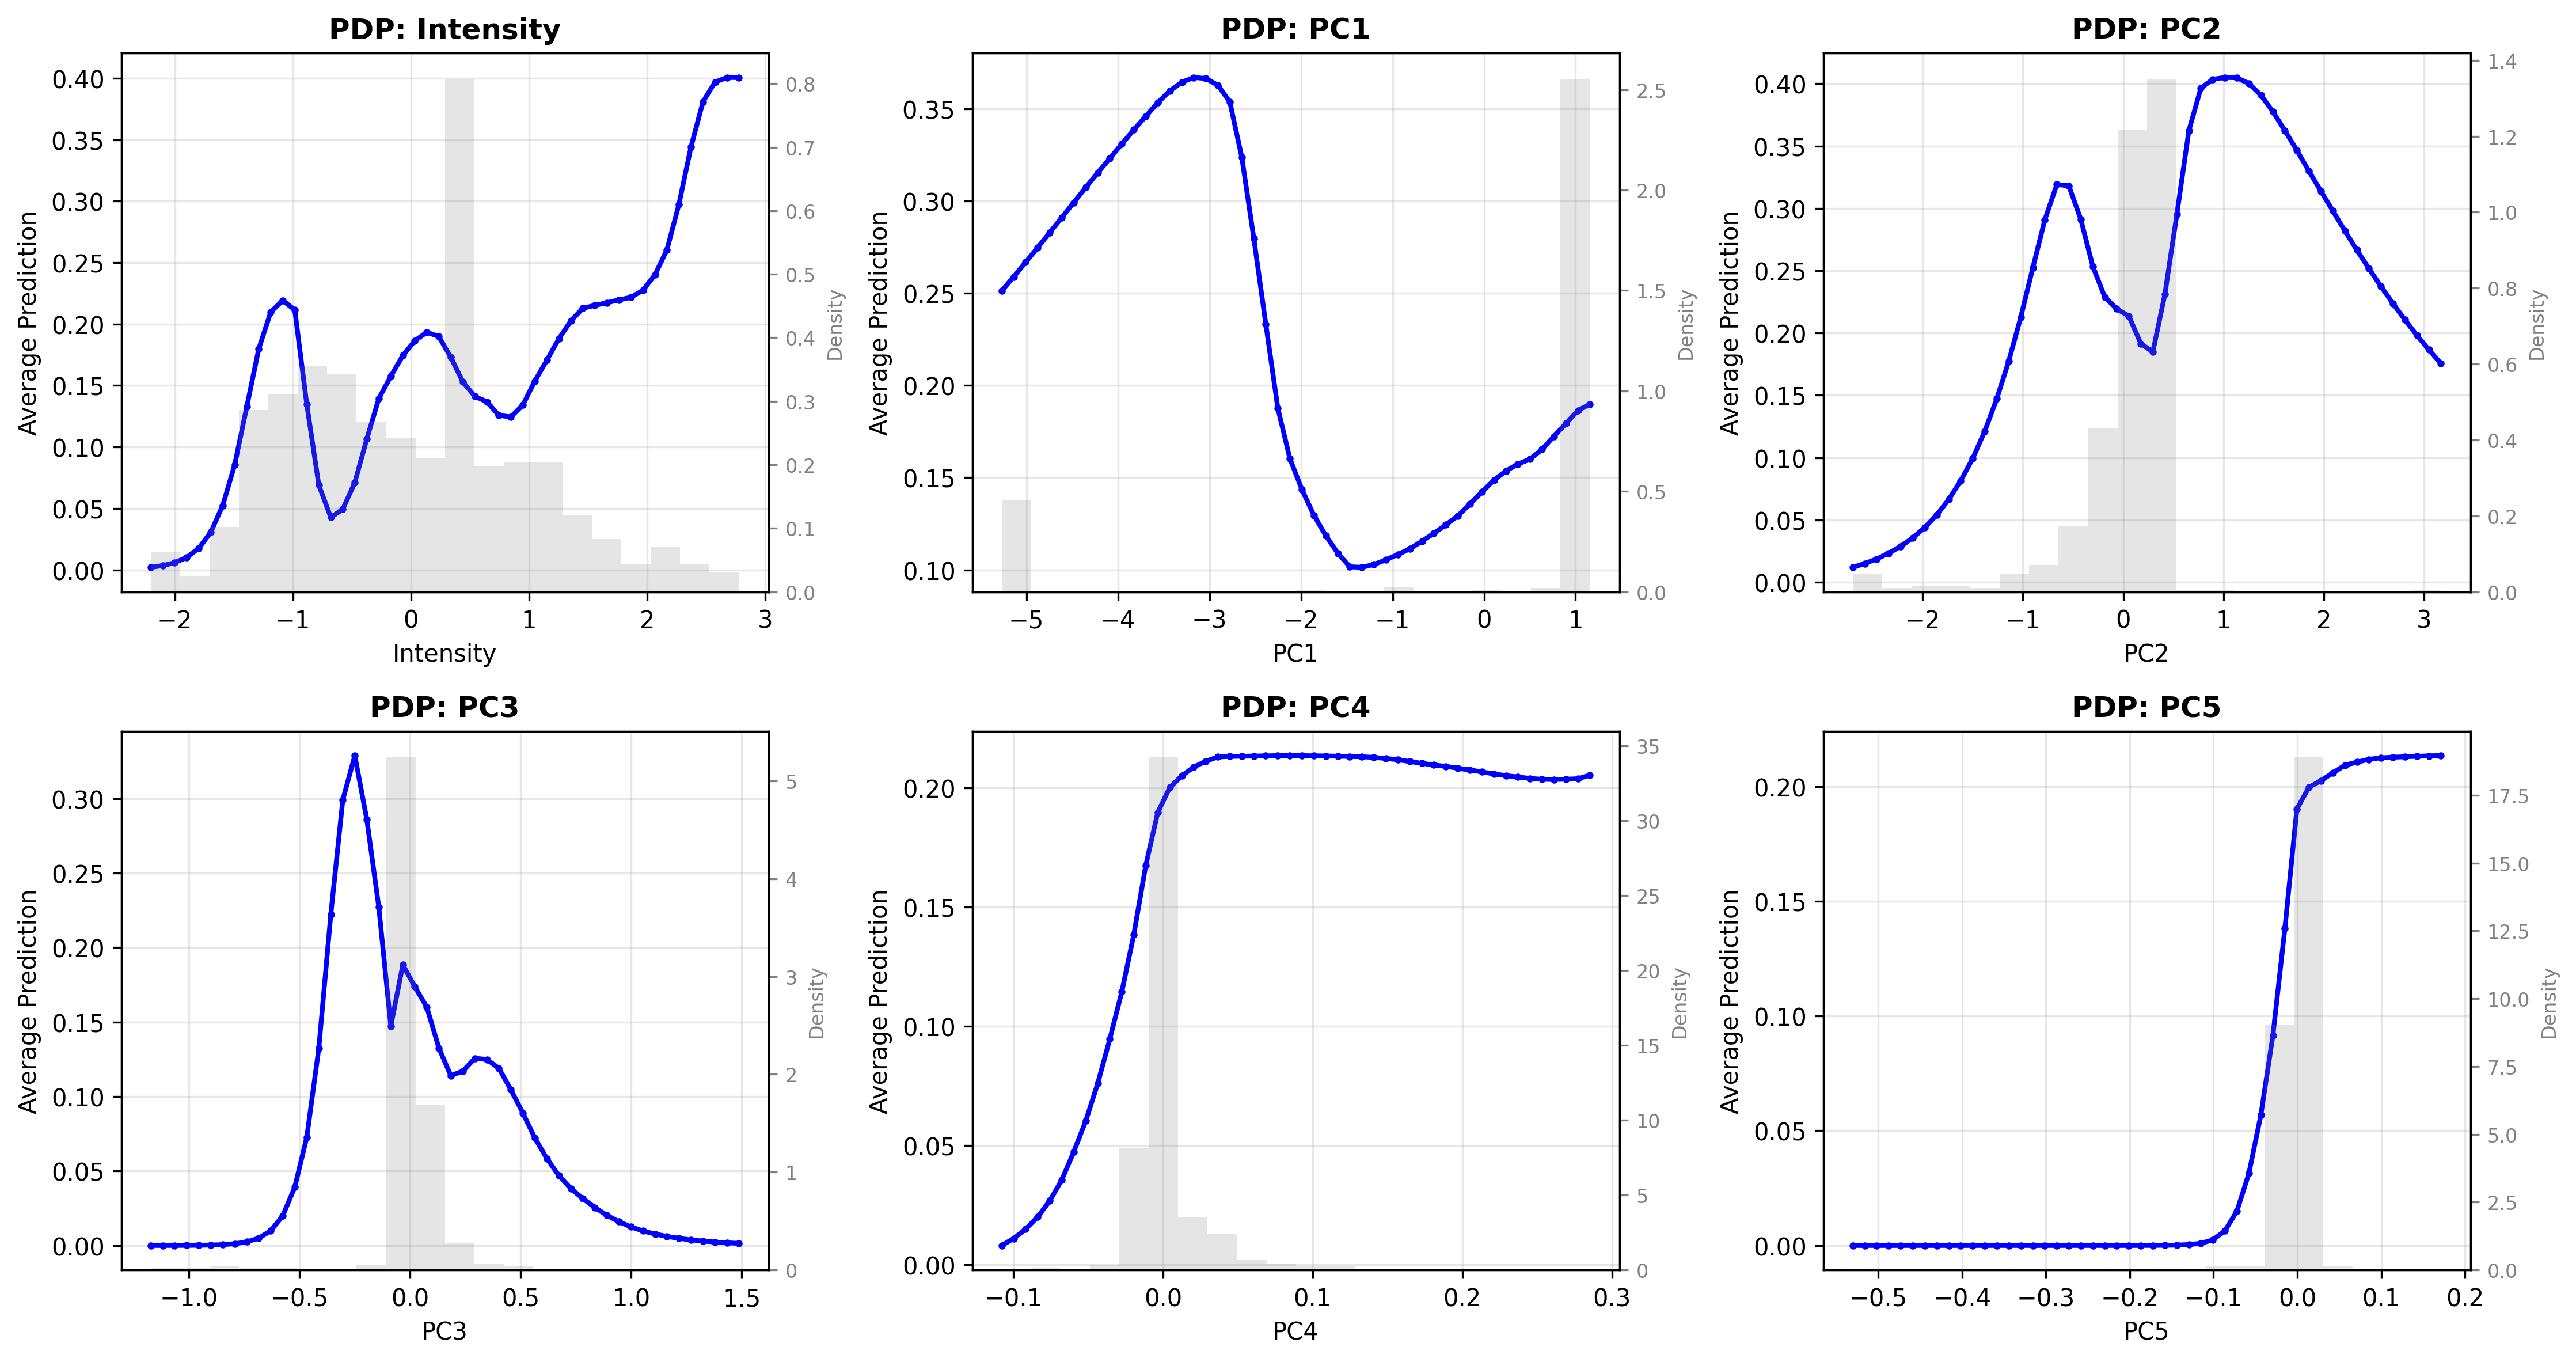 PDP: Intensity
Average Prediction
0.40
0.35
0.30
0.25
0.20
0.15
0.10
0.05
0.00
0.8
0.7
0.6
0.5
0.4
0.3
0.2
0.1
0.0
Density
−2 −1 0 1 2 3
Intensity
PDP: PC1
Average Prediction
0.35
0.30
0.25
0.20
0.15
0.10
2.5
2.0
1.5
1.0
0.5
0.0
Density
−5 −4 −3 −2 −1 0 1
PC1
PDP: PC2
Average Prediction
0.40
0.35
0.30
0.25
0.20
0.15
0.10
0.05
0.00
1.4
1.2
1.0
0.8
0.6
0.4
0.2
0.0
Density
−2 −1 0 1 2 3
PC2
PDP: PC3
Average Prediction
0.30
0.25
0.20
0.15
0.10
0.05
0.00
5
4
3
2
1
0
Density
−1.0 −0.5 0.0 0.5 1.0 1.5
PC3
PDP: PC4
Average Prediction
0.20
0.15
0.10
0.05
0.00
35
30
25
20
15
10
5
0
Density
−0.1 0.0 0.1 0.2 0.3
PC4
PDP: PC5
Average Prediction
0.20
0.15
0.10
0.05
0.00
17.5
15.0
12.5
10.0
7.5
5.0
2.5
0.0
Density
−0.5 −0.4 −0.3 −0.2 −0.1 0.0 0.1 0.2
PC5